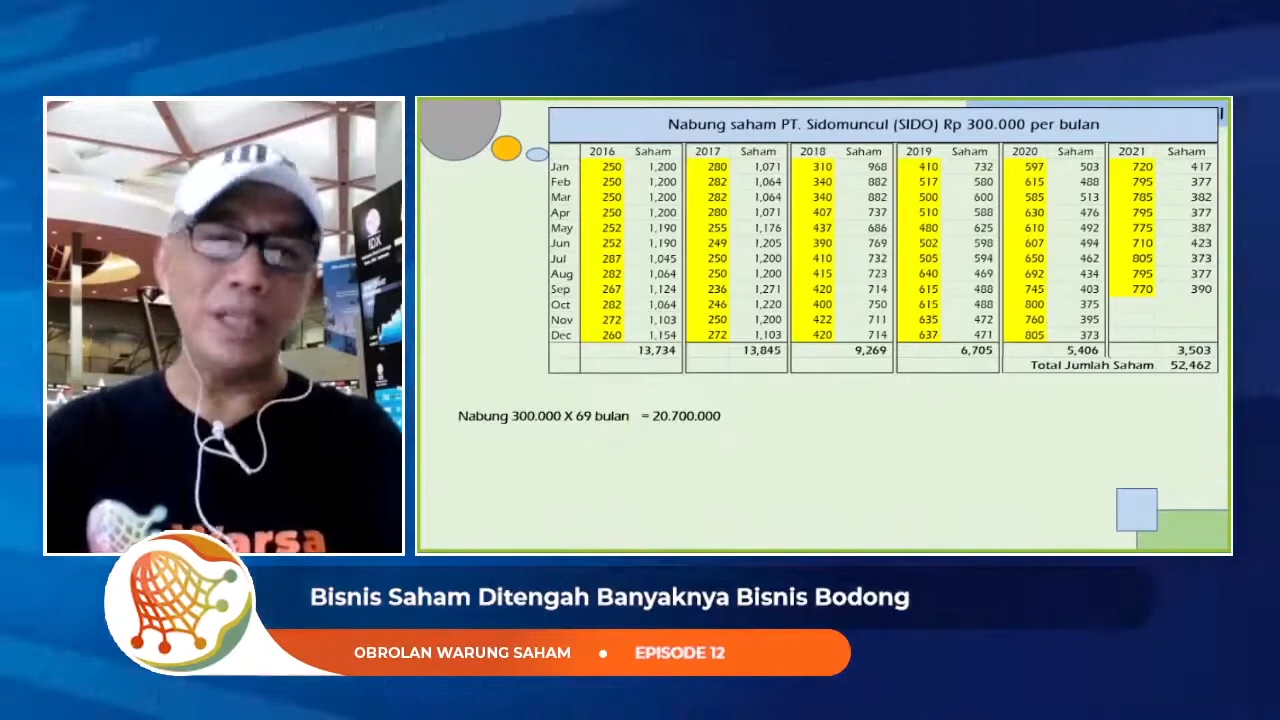 IDX
Warsa
Nabung saham PT. Sidomuncul (SIDO) Rp 300.000 per bulan
2016 Saham 2017 Saham 2018 Saham 2019 Saham 2020 Saham 2021 Saham
Jan 250 1,200 280 1,071 310 968 410 732 597 503 720 417
Feb 250 1,200 282 1,064 340 882 517 580 615 488 795 377
Mar 250 1,200 282 1,064 340 882 500 600 585 513 785 382
Apr 250 1,200 280 1,071 407 737 510 588 630 476 795 377
May 252 1,190 255 1,176 437 686 480 625 610 492 775 387
Jun 252 1,190 249 1,205 390 769 502 598 607 494 710 423
Jul 287 1,045 250 1,200 410 732 505 594 650 462 805 373
Aug 282 1,064 250 1,200 415 723 640 469 692 434 795 377
Sep 267 1,124 236 1,271 420 714 615 488 745 403 770 390
Oct 282 1,064 246 1,220 400 750 615 488 800 375
Nov 272 1,103 250 1,200 422 711 635 472 760 395
Dec 260 1,154 272 1,103 420 714 637 471 805 373
13,734 13,845 9,269 6,705 5,406 3,503
Total Jumlah Saham 52,462
Nabung 300.000 X 69 bulan = 20.700.000
Bisnis Saham Ditengah Banyaknya Bisnis Bodong
OBROLAN WARUNG SAHAM • EPISODE 12